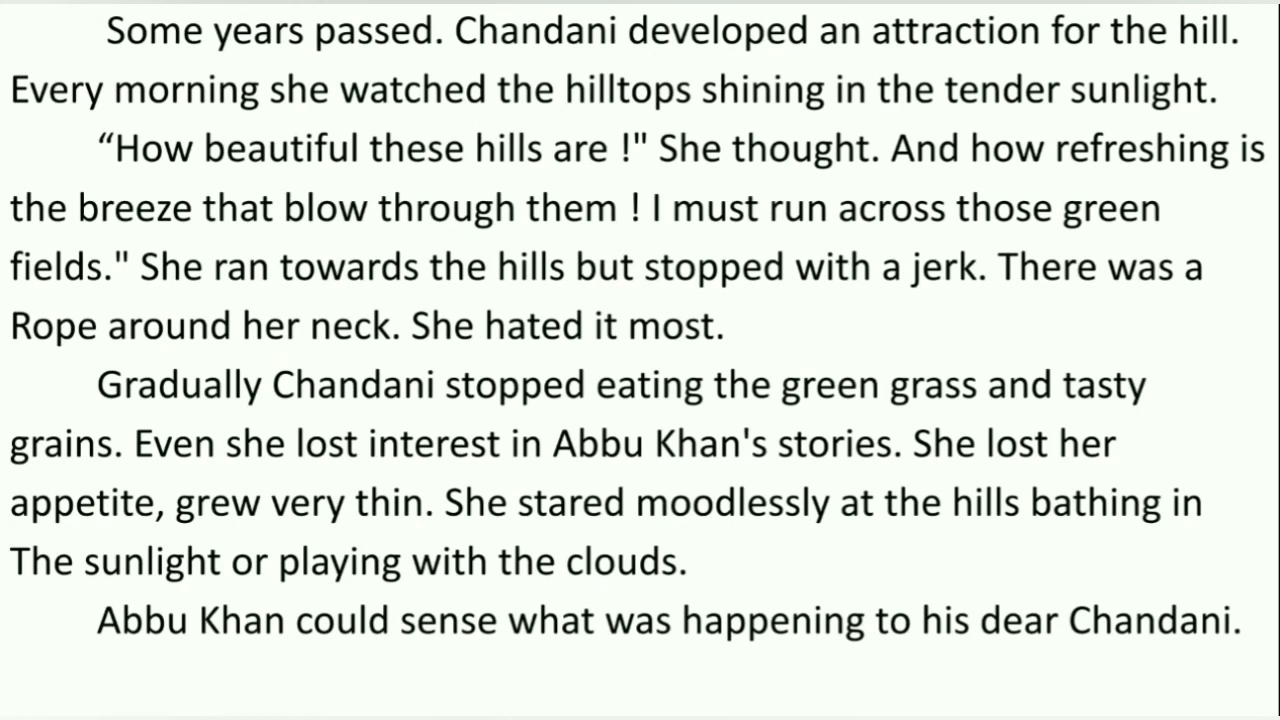 Some years passed. Chandani developed an attraction for the hill.
Every morning she watched the hilltops shining in the tender sunlight.
“How beautiful these hills are !" She thought. And how refreshing is
the breeze that blow through them ! I must run across those green
fields." She ran towards the hills but stopped with a jerk. There was a
Rope around her neck. She hated it most.
Gradually Chandani stopped eating the green grass and tasty
grains. Even she lost interest in Abbu Khan's stories. She lost her
appetite, grew very thin. She stared moodlessly at the hills bathing in
The sunlight or playing with the clouds.
Abbu Khan could sense what was happening to his dear Chandani.